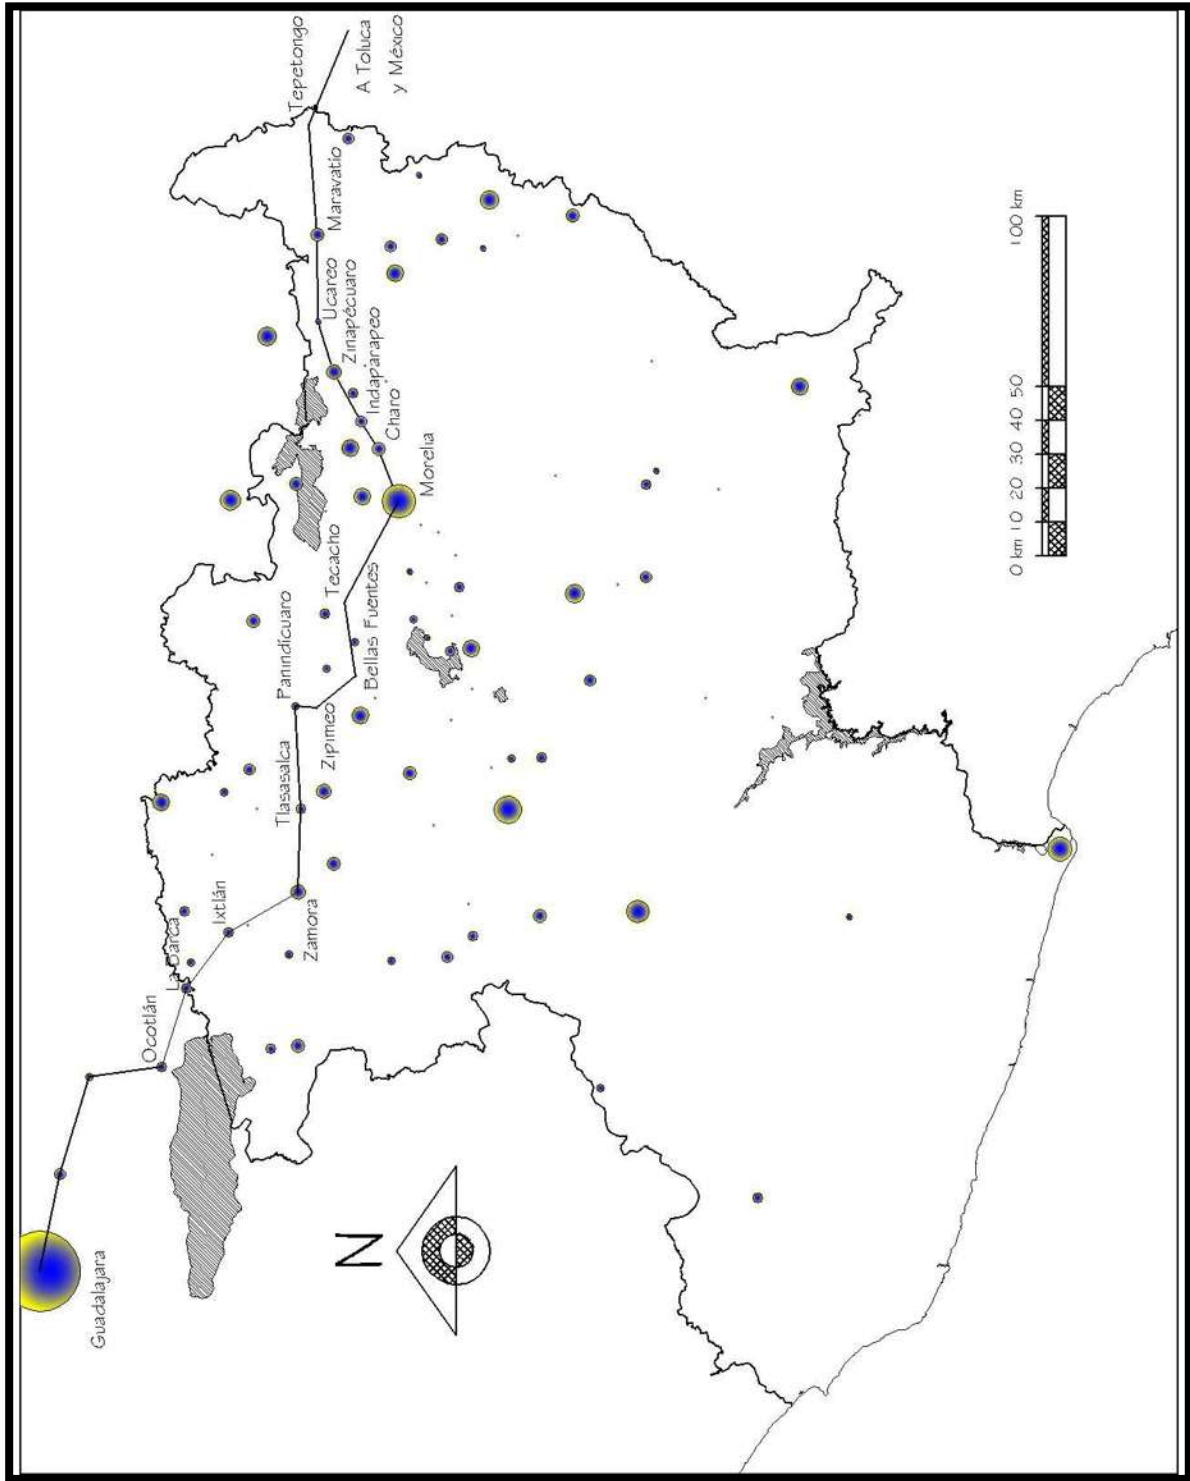 Guadalajara
Ocotlán
La Barca
Ixtlán
Zamora
Tlasasalca
Zipimeo
Panindícuaro
Bellas Fuentes
Tecacho
Morelia
Charo
Indaparapeo
Zinapécuaro
Ucareo
Maravatío
Tepetongo
A Toluca
y México
N
0 km 10 20 30 40 50 100 km